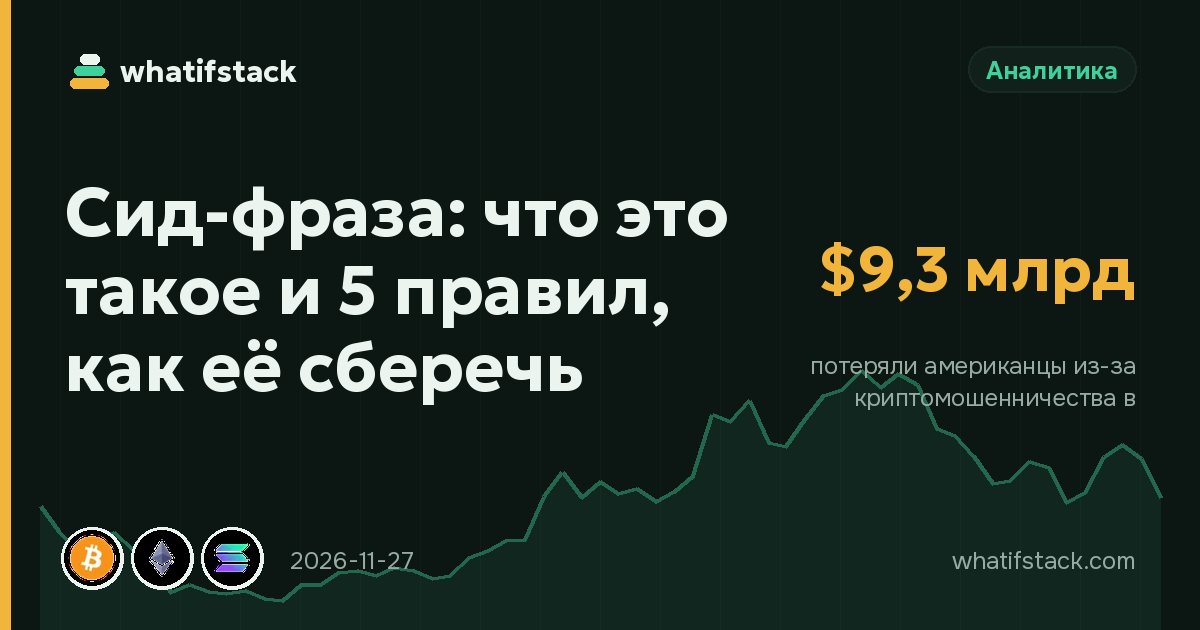 whatifstack
Аналитика
Сид-фраза: что это
такое и 5 правил,
как её сберечь
$9,3 млрд
потеряли американцы из-за
криптомошенничества в
2026-11-27
whatifstack.com